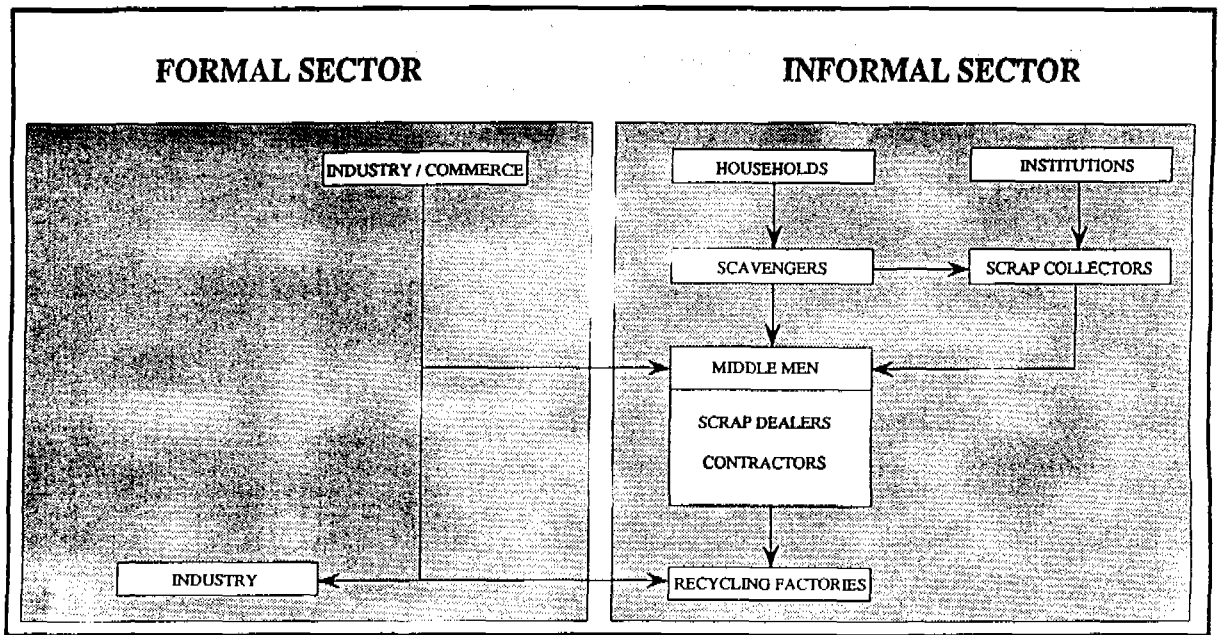 FORMAL SECTOR
INFORMAL SECTOR
INDUSTRY / COMMERCE
HOUSEHOLDS
INSTITUTIONS
SCAVENGERS
SCRAP COLLECTORS
MIDDLE MEN
SCRAP DEALERS
CONTRACTORS
INDUSTRY
RECYCLING FACTORIES